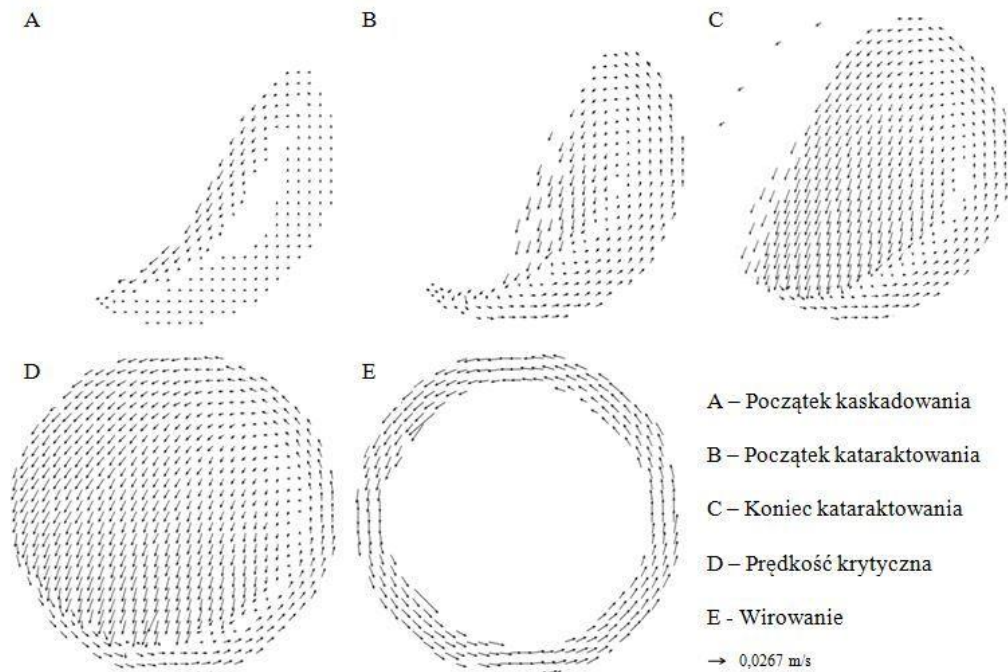 A
B
C
D
E
A – Początek kaskadowania
B – Początek kataraktowania
C – Koniec kataraktowania
D – Prędkość krytyczna
E - Wirowanie
→ 0,0267 m/s